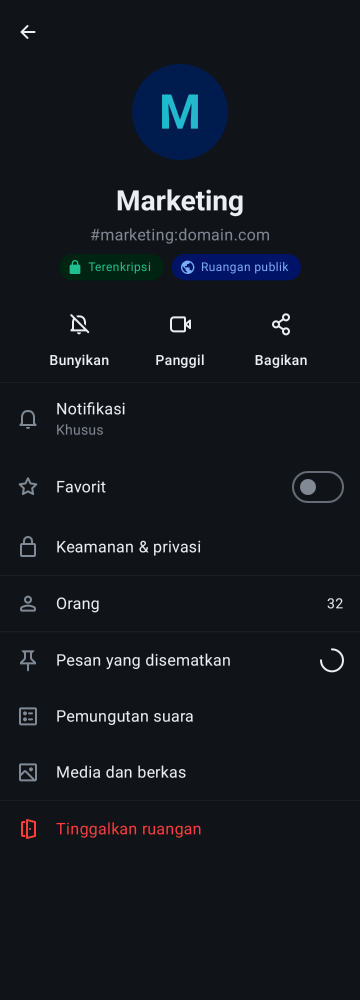 M
Marketing
#marketing:domain.com
Terenkripsi
Ruangan publik
Bunyikan
Panggil
Bagikan
Notifikasi
Khusus
Favorit
Keamanan & privasi
Orang
32
Pesan yang disematkan
Pemungutan suara
Media dan berkas
Tinggalkan ruangan